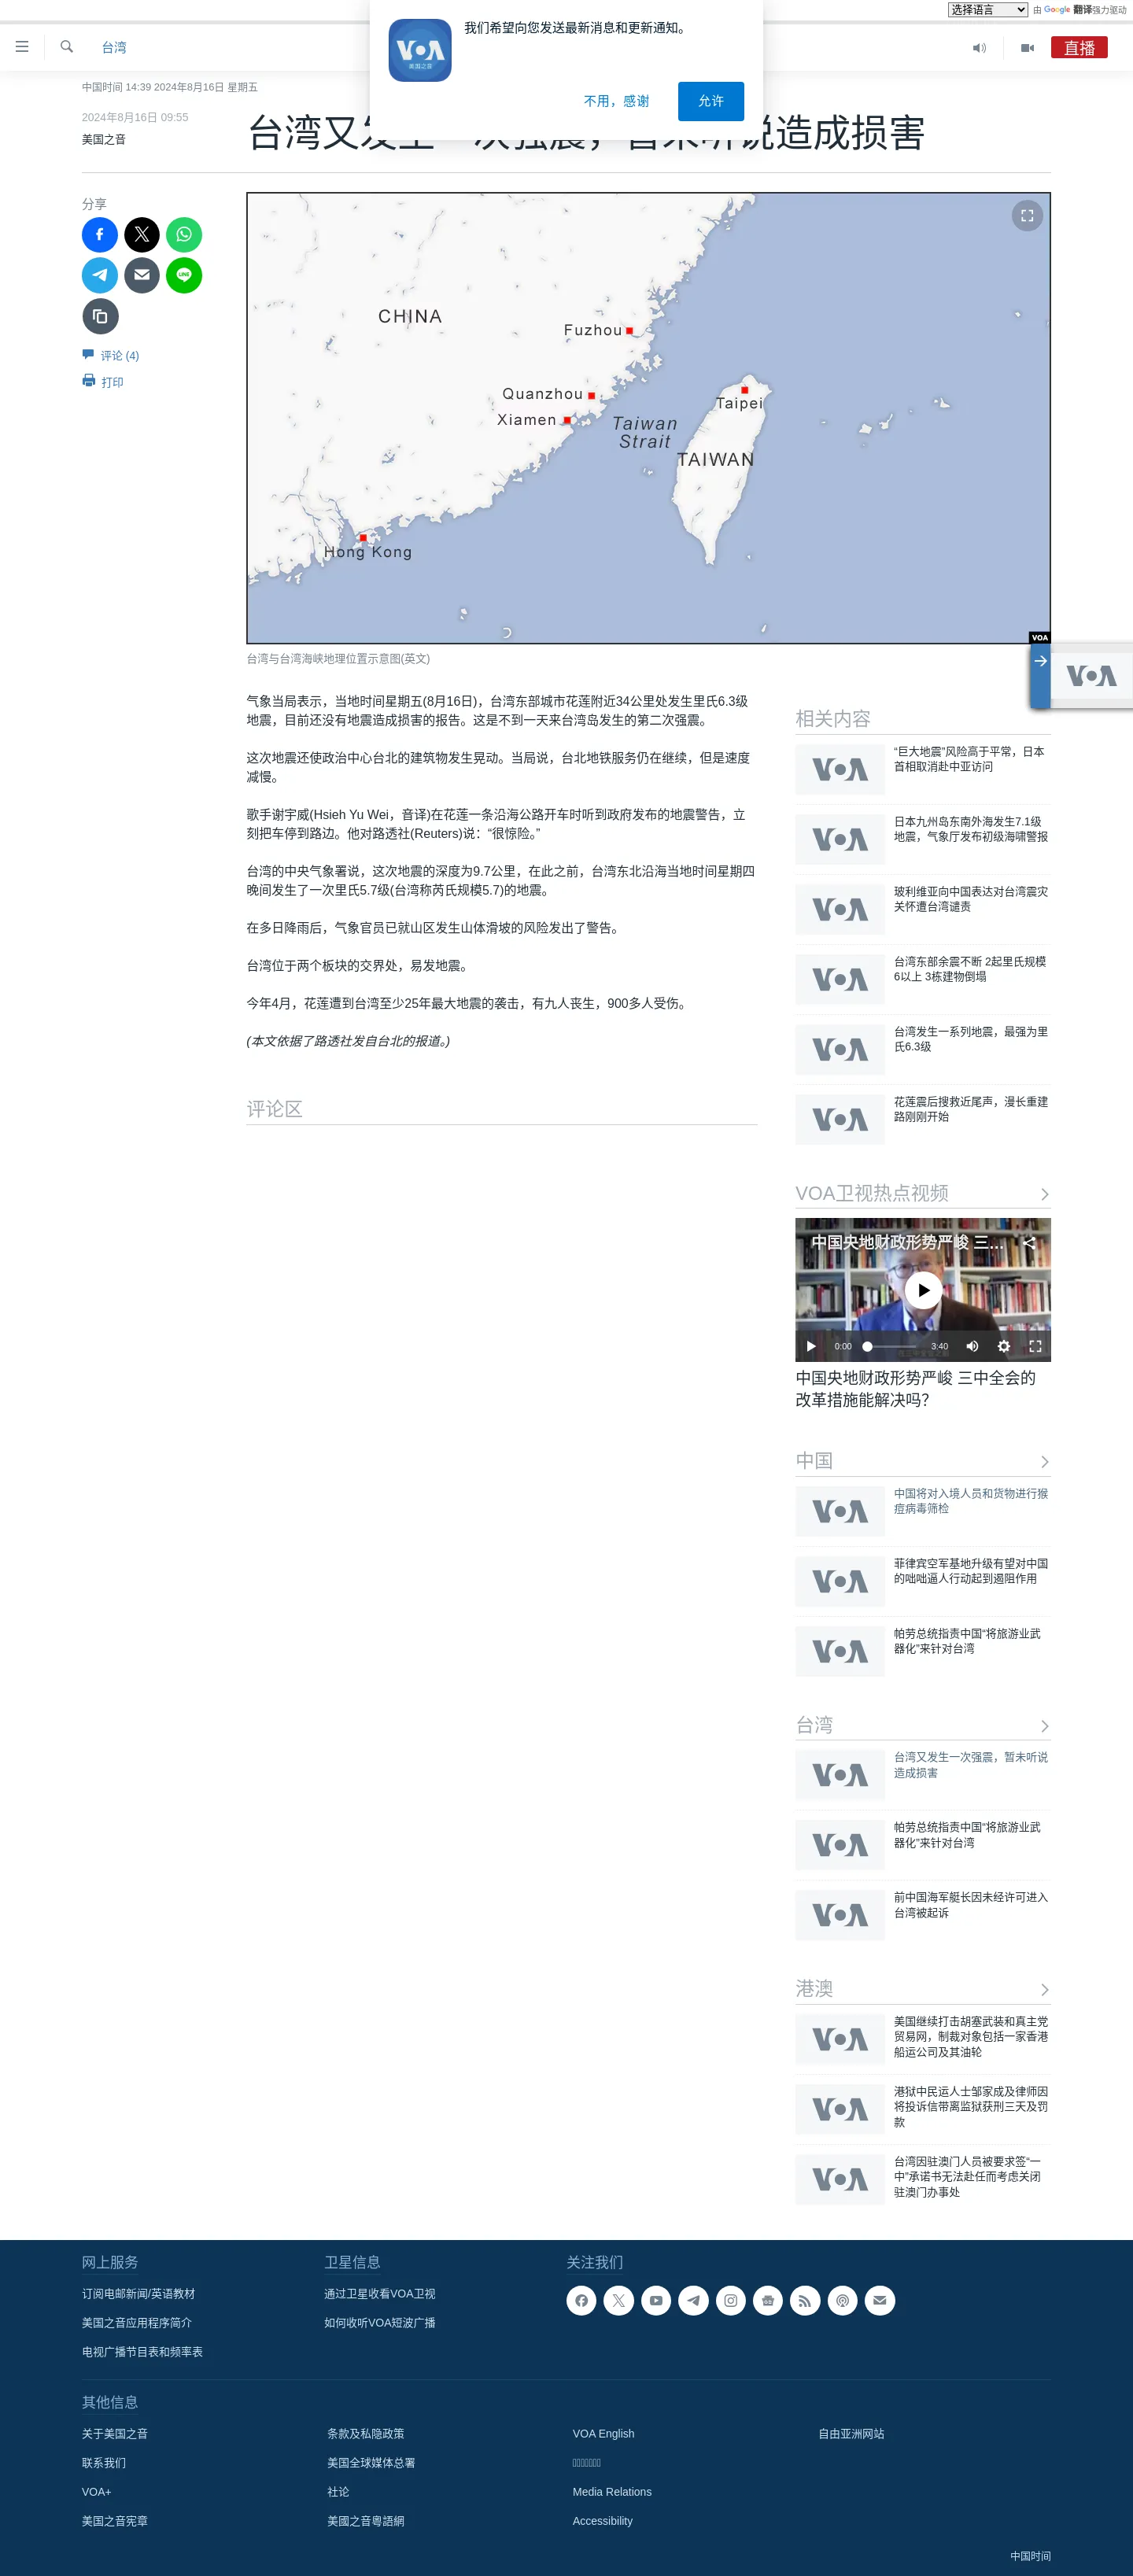 选择语言
由 Google 翻译强力驱动
我们希望向您发送最新消息和更新通知。
VOA
美国之音
不用，感谢
允许
台湾
直播
中国时间 14:39 2024年8月16日 星期五
2024年8月16日 09:55
美国之音
台湾又发生一次强震，暂未听说造成损害
分享
评论 (4)
打印
CHINA
Fuzhou
Quanzhou
Xiamen
Taiwan
Strait
Taipei
TAIWAN
Hong Kong
VOA
台湾与台湾海峡地理位置示意图(英文)
VOA
气象当局表示，当地时间星期五(8月16日)，台湾东部城市花莲附近34公里处发生里氏6.3级
地震，目前还没有地震造成损害的报告。这是不到一天来台湾岛发生的第二次强震。
这次地震还使政治中心台北的建筑物发生晃动。当局说，台北地铁服务仍在继续，但是速度
减慢。
歌手谢宇威(Hsieh Yu Wei，音译)在花莲一条沿海公路开车时听到政府发布的地震警告，立
刻把车停到路边。他对路透社(Reuters)说：“很惊险。”
台湾的中央气象署说，这次地震的深度为9.7公里，在此之前，台湾东北沿海当地时间星期四
晚间发生了一次里氏5.7级(台湾称芮氏规模5.7)的地震。
在多日降雨后，气象官员已就山区发生山体滑坡的风险发出了警告。
台湾位于两个板块的交界处，易发地震。
今年4月，花莲遭到台湾至少25年最大地震的袭击，有九人丧生，900多人受伤。
(本文依据了路透社发自台北的报道。)
评论区
相关内容
VOA
“巨大地震”风险高于平常，日本
首相取消赴中亚访问
VOA
日本九州岛东南外海发生7.1级
地震，气象厅发布初级海啸警报
VOA
玻利维亚向中国表达对台湾震灾
关怀遭台湾谴责
VOA
台湾东部余震不断 2起里氏规模
6以上 3栋建物倒塌
VOA
台湾发生一系列地震，最强为里
氏6.3级
VOA
花莲震后搜救近尾声，漫长重建
路刚刚开始
VOA卫视热点视频
中国央地财政形势严峻 三…
0:00
3:40
中国央地财政形势严峻 三中全会的
改革措施能解决吗？
中国
VOA
中国将对入境人员和货物进行猴
痘病毒筛检
VOA
菲律宾空军基地升级有望对中国
的咄咄逼人行动起到遏阻作用
VOA
帕劳总统指责中国“将旅游业武
器化”来针对台湾
台湾
VOA
台湾又发生一次强震，暂未听说
造成损害
VOA
帕劳总统指责中国“将旅游业武
器化”来针对台湾
VOA
前中国海军艇长因未经许可进入
台湾被起诉
港澳
VOA
美国继续打击胡塞武装和真主党
贸易网，制裁对象包括一家香港
船运公司及其油轮
VOA
港狱中民运人士邹家成及律师因
将投诉信带离监狱获刑三天及罚
款
VOA
台湾因驻澳门人员被要求签“一
中”承诺书无法赴任而考虑关闭
驻澳门办事处
网上服务
订阅电邮新闻/英语教材
美国之音应用程序简介
电视广播节目表和频率表
卫星信息
通过卫星收看VOA卫视
如何收听VOA短波广播
关注我们
其他信息
关于美国之音
联系我们
VOA+
美国之音宪章
条款及私隐政策
美国全球媒体总署
社论
美國之音粵語網
VOA English
Media Relations
Accessibility
自由亚洲网站
中国时间